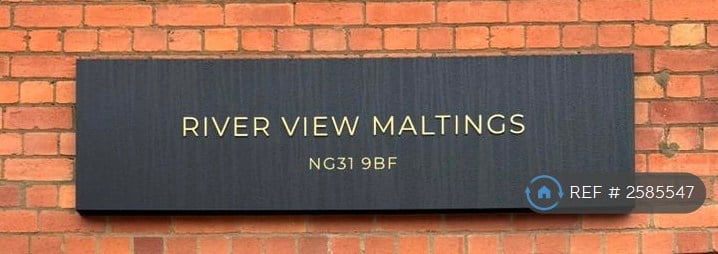 RIVER VIEW MALTINGS
NG31 9BF
REF # 2585547